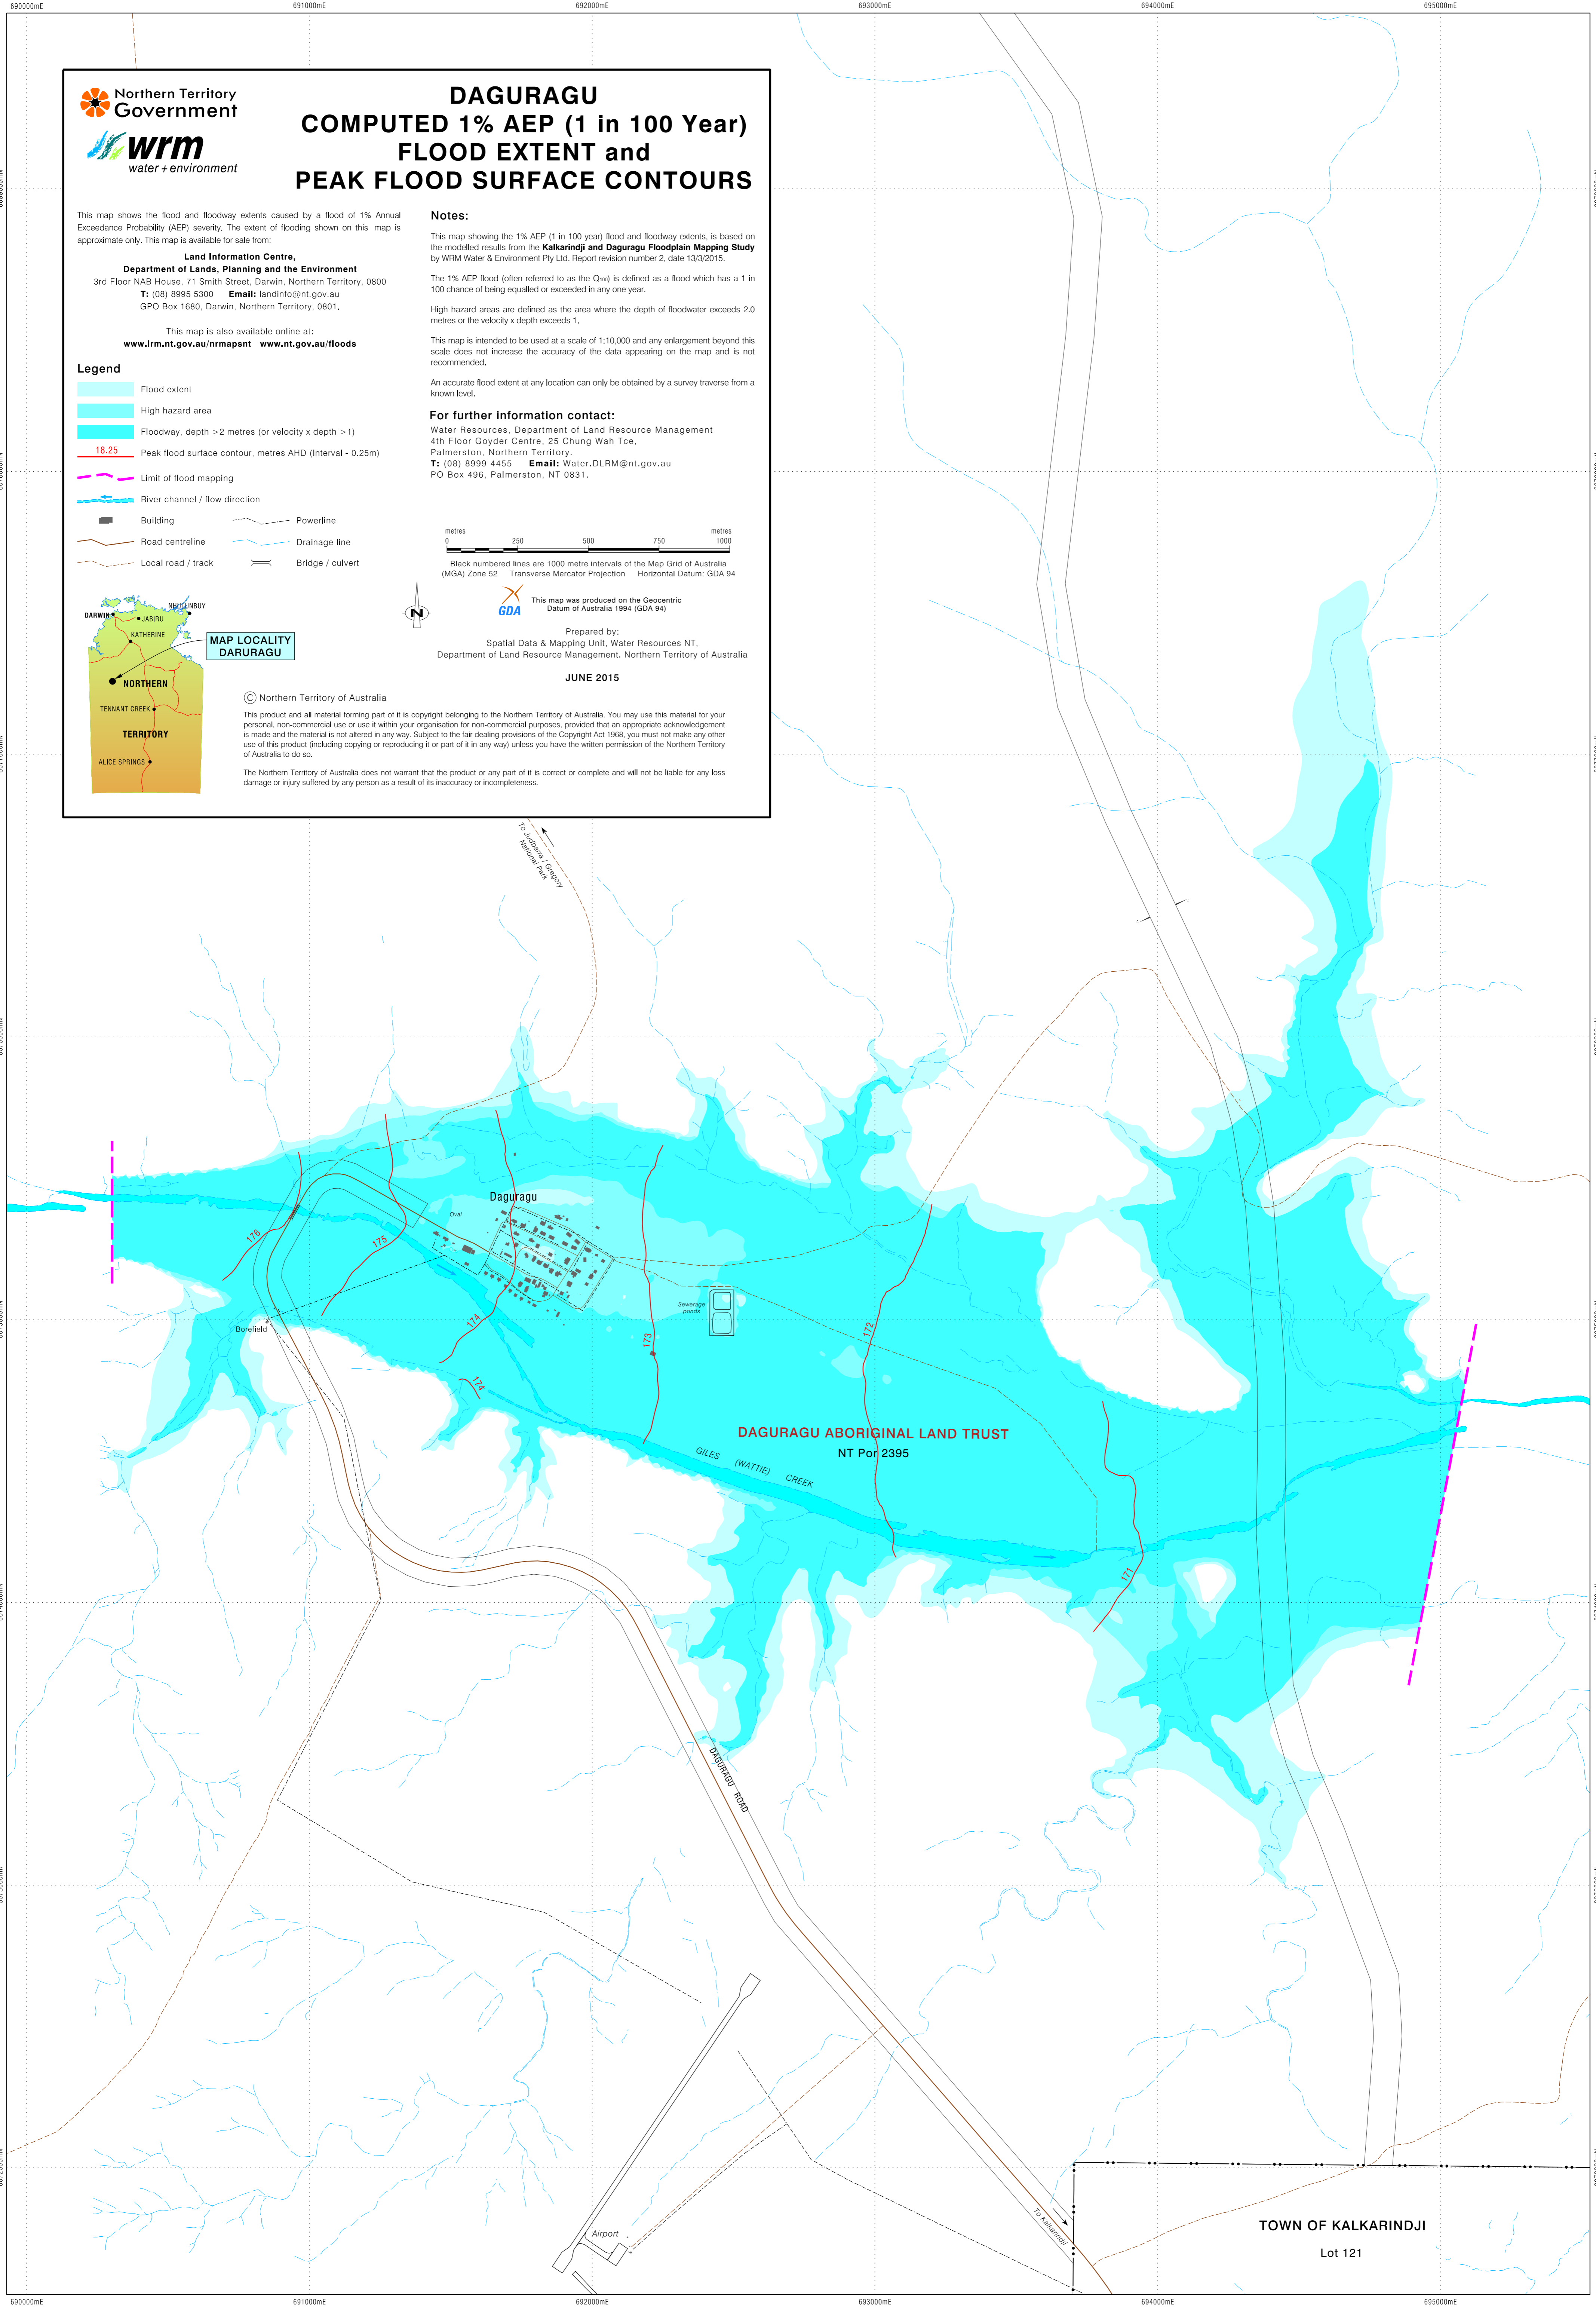 690000mE
691000mE
692000mE
693000mE
694000mE
695000mE
Northern Territory
Government
wrm
water + environment
DAGURAGU
COMPUTED 1% AEP (1 in 100 Year)
FLOOD EXTENT and
PEAK FLOOD SURFACE CONTOURS
This map shows the flood and floodway extents caused by a flood of 1% Annual
Exceedance Probability (AEP) severity. The extent of flooding shown on this map is
approximate only. This map is available for sale from:
Land Information Centre,
Department of Lands, Planning and the Environment
3rd Floor NAB House, 71 Smith Street, Darwin, Northern Territory, 0800
T: (08) 8995 5300 Email: landinfo@nt.gov.au
GPO Box 1680, Darwin, Northern Territory, 0801.
This map is also available online at:
www.lrm.nt.gov.au/nrmapsnt www.nt.gov.au/floods
Legend
Flood extent
High hazard area
Floodway, depth >2 metres (or velocity x depth >1)
18.25
Peak flood surface contour, metres AHD (Interval - 0.25m)
Limit of flood mapping
River channel / flow direction
Building
Powerline
Road centreline
Drainage line
Local road / track
Bridge / culvert
Notes:
This map showing the 1% AEP (1 in 100 year) flood and floodway extents, is based on
the modelled results from the Kalkarindji and Daguragu Floodplain Mapping Study
by WRM Water & Environment Pty Ltd. Report revision number 2, date 13/3/2015.
The 1% AEP flood (often referred to as the Q100) is defined as a flood which has a 1 in
100 chance of being equalled or exceeded in any one year.
High hazard areas are defined as the area where the depth of floodwater exceeds 2.0
metres or the velocity x depth exceeds 1.
This map is intended to be used at a scale of 1:10,000 and any enlargement beyond this
scale does not increase the accuracy of the data appearing on the map and is not
recommended.
An accurate flood extent at any location can only be obtained by a survey traverse from a
known level.
For further information contact:
Water Resources, Department of Land Resource Management
4th Floor Goyder Centre, 25 Chung Wah Tce,
Palmerston, Northern Territory.
T: (08) 8999 4455 Email: Water.DLRM@nt.gov.au
PO Box 496, Palmerston, NT 0831.
metres
metres
0 250 500 750 1000
Black numbered lines are 1000 metre intervals of the Map Grid of Australia
(MGA) Zone 52 Transverse Mercator Projection Horizontal Datum: GDA 94
N
GDA
This map was produced on the Geocentric
Datum of Australia 1994 (GDA 94)
Prepared by:
Spatial Data & Mapping Unit, Water Resources NT,
Department of Land Resource Management. Northern Territory of Australia
JUNE 2015
DARWIN
NHULUNBUY
JABIRU
KATHERINE
MAP LOCALITY
DARURAGU
NORTHERN
TENNANT CREEK
TERRITORY
ALICE SPRINGS
© Northern Territory of Australia
This product and all material forming part of it is copyright belonging to the Northern Territory of Australia. You may use this material for your
personal, non-commercial use or use it within your organisation for non-commercial purposes, provided that an appropriate acknowledgement
is made and the material is not altered in any way. Subject to the fair dealing provisions of the Copyright Act 1968, you must not make any other
use of this product (including copying or reproducing it or part of it in any way) unless you have the written permission of the Northern Territory
of Australia to do so.
The Northern Territory of Australia does not warrant that the product or any part of it is correct or complete and will not be liable for any loss
damage or injury suffered by any person as a result of its inaccuracy or incompleteness.
To Judbarra / Gregory
National Park
Daguragu
Oval
176
175
174
174
173
172
171
Borefield
Sewerage
ponds
DAGURAGU ABORIGINAL LAND TRUST
NT Por 2395
GILES (WATTIE) CREEK
DAGURAGU ROAD
Airport
To Kalkarindji
TOWN OF KALKARINDJI
Lot 121
690000mE
691000mE
692000mE
693000mE
694000mE
695000mE